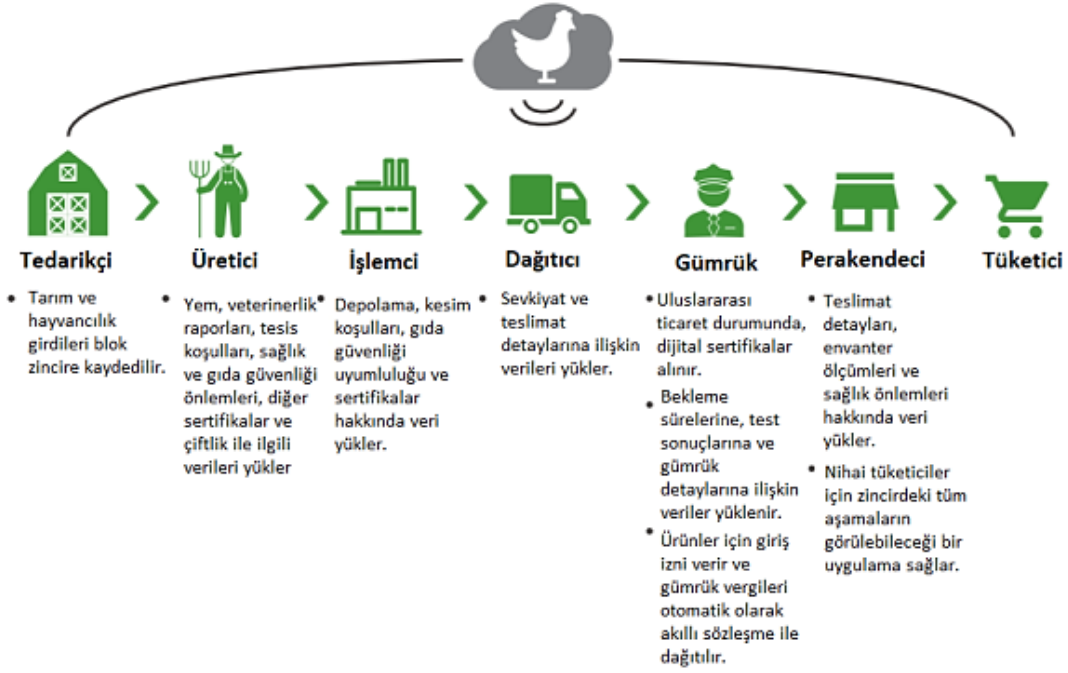 Tedarikçi
• Tarım ve
hayvancılık
girdileri blok
zincire kaydedilir.
Üretici
• Yem, veterinerlik
raporları, tesis
koşulları, sağlık
ve gıda güvenliği
önlemleri, diğer
sertifikalar ve
çiftlik ile ilgili
verileri yükler
İşlemci
• Depolama, kesim
koşulları, gıda
güvenliği
uyumluluğu ve
sertifikalar
hakkında veri
yükler.
Dağıtıcı
• Sevkiyat ve
teslimat
detaylarına ilişkin
verileri yükler.
Gümrük
• Uluslararası
ticaret durumunda,
dijital sertifikalar
alınır.
• Bekleme
sürelerine, test
sonuçlarına ve
gümrük
detaylarına ilişkin
veriler yüklenir.
• Ürünler için giriş
izni verir ve
gümrük vergileri
otomatik olarak
akıllı sözleşme ile
dağıtılır.
Perakendeci
• Teslimat
detayları,
envanter
ölçümleri ve
sağlık önlemleri
hakkında veri
yükler.
• Nihai tüketiciler
için zincirdeki tüm
aşamaların
görülebileceği bir
uygulama sağlar.
Tüketici